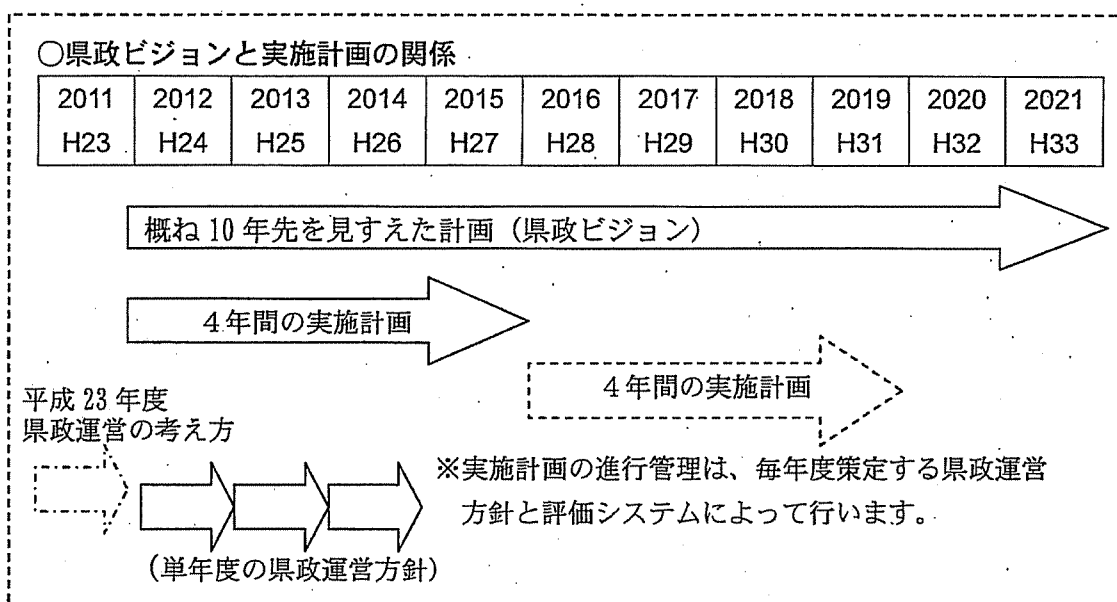 ○県政ビジョンと実施計画の関係
2011 2012 2013 2014 2015 2016 2017 2018 2019 2020 2021
H23 H24 H25 H26 H27 H28 H29 H30 H31 H32 H33
概ね10年先を見すえた計画（県政ビジョン）
4年間の実施計画
4年間の実施計画
平成23年度
県政運営の考え方
※実施計画の進行管理は、毎年度策定する県政運営
方針と評価システムによって行います。
（単年度の県政運営方針）